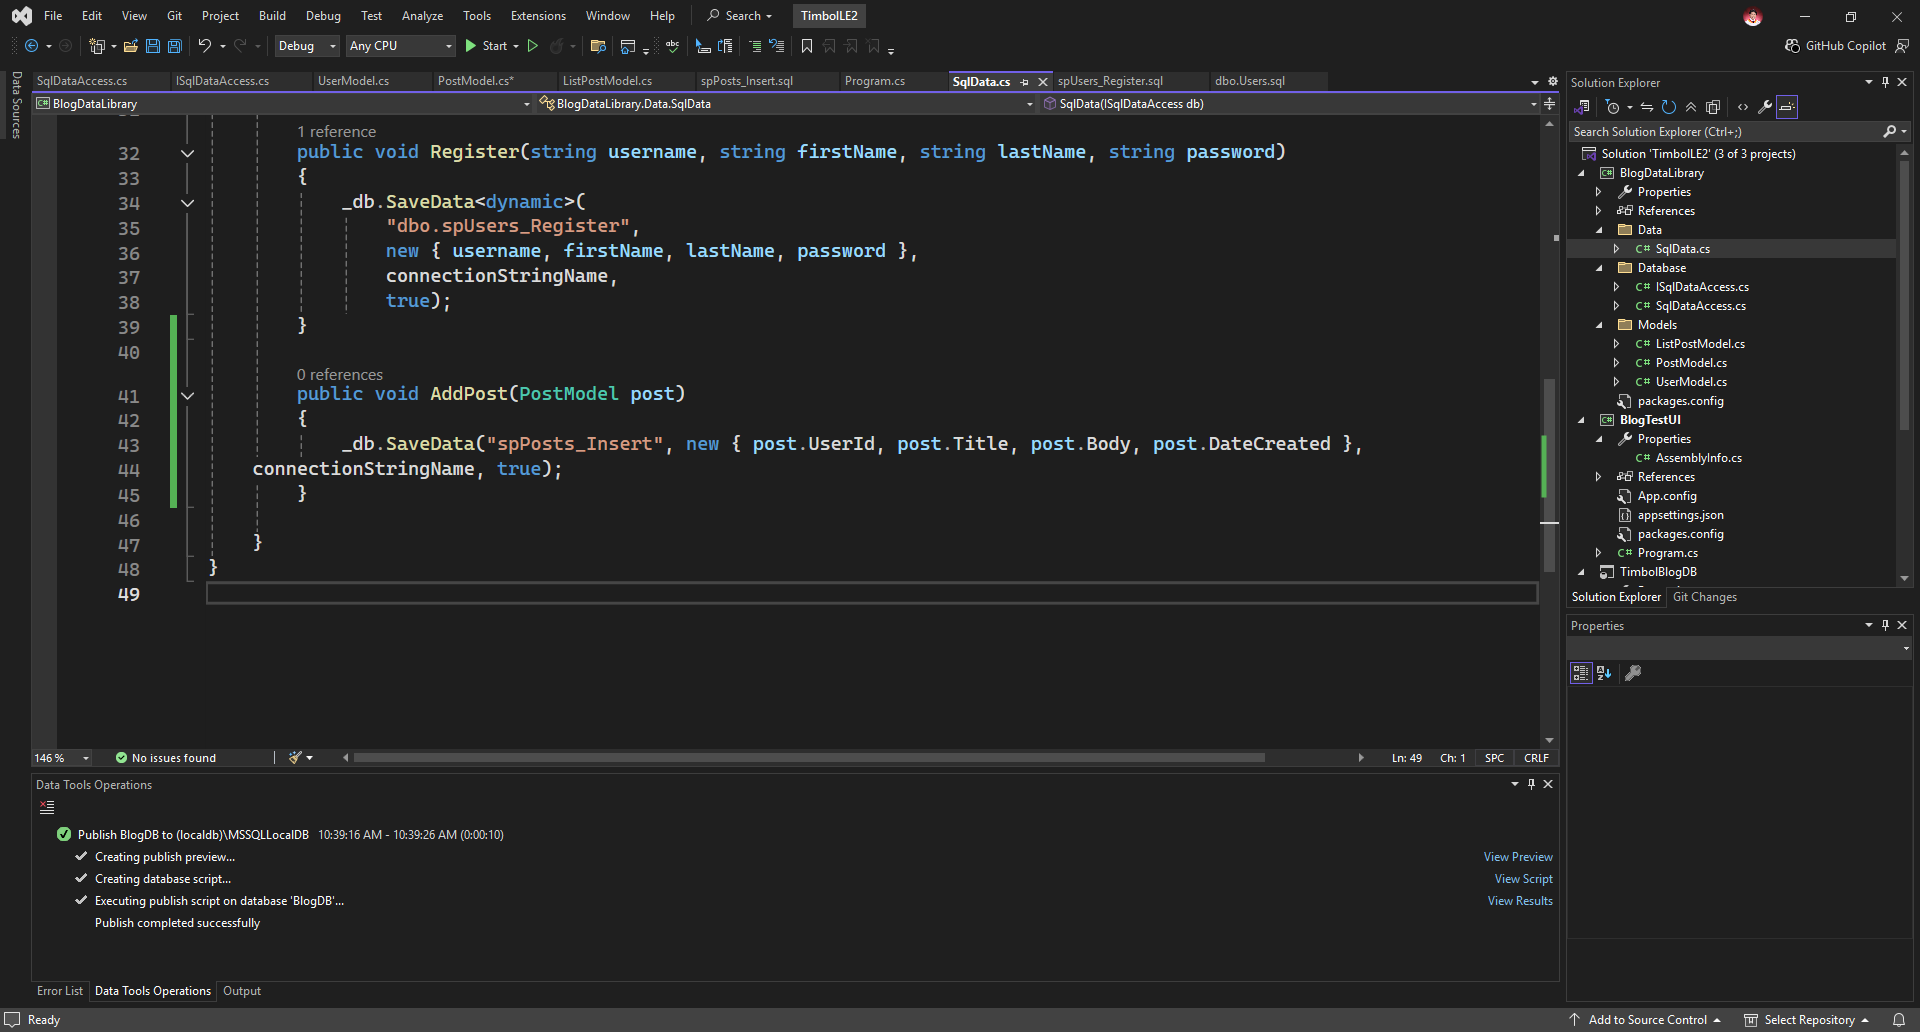 File Edit View Git Project Build Debug Test Analyze Tools Extensions Window Help Search TimbolLE2
Debug Any CPU Start GitHub Copilot
Data Sources
SqlDataAccess.cs ISqlDataAccess.cs UserModel.cs PostModel.cs* ListPostModel.cs spPosts_Insert.sql Program.cs SqlData.cs spUsers_Register.sql dbo.Users.sql
BlogDataLibrary BlogDataLibrary.Data.SqlData SqlData(ISqlDataAccess db)
1 reference
32 public void Register(string username, string firstName, string lastName, string password)
33 {
34 _db.SaveData<dynamic>(
35 "dbo.spUsers_Register",
36 new { username, firstName, lastName, password },
37 connectionStringName,
38 true);
39 }
40
0 references
41 public void AddPost(PostModel post)
42 {
43 _db.SaveData("spPosts_Insert", new { post.UserId, post.Title, post.Body, post.DateCreated },
44 connectionStringName, true);
45 }
46
47 }
48 }
49
146 % No issues found Ln: 49 Ch: 1 SPC CRLF
Data Tools Operations
Publish BlogDB to (localdb)\MSSQLLocalDB 10:39:16 AM - 10:39:26 AM (0:00:10)
Creating publish preview... View Preview
Creating database script... View Script
Executing publish script on database 'BlogDB'... View Results
Publish completed successfully
Error List Data Tools Operations Output
Solution Explorer
Search Solution Explorer (Ctrl+;)
Solution 'TimbolLE2' (3 of 3 projects)
BlogDataLibrary
Properties
References
Data
C# SqlData.cs
Database
C# ISqlDataAccess.cs
C# SqlDataAccess.cs
Models
C# ListPostModel.cs
C# PostModel.cs
C# UserModel.cs
packages.config
BlogTestUI
Properties
C# AssemblyInfo.cs
References
App.config
appsettings.json
packages.config
C# Program.cs
TimbolBlogDB
Solution Explorer Git Changes
Properties
Ready Add to Source Control Select Repository